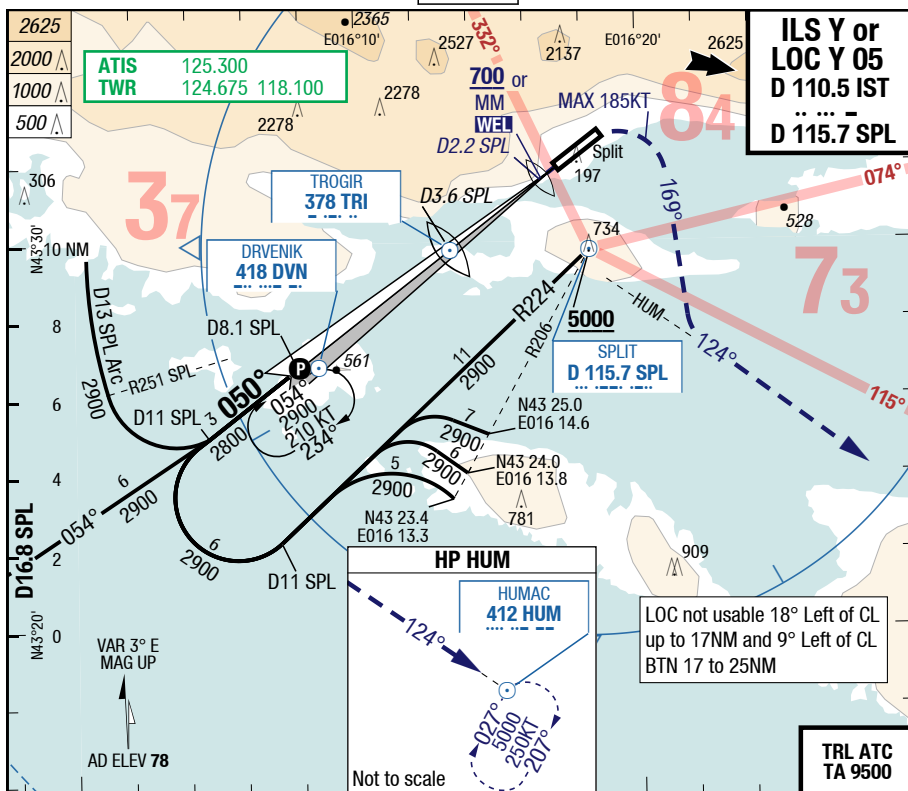 2625
2000
1000
500
ATIS 125.300
TWR 124.675 118.100
2365
E016°10'
2527
2137
E016°20'
2625
332°
ILS Y or
LOC Y 05
D 110.5 IST
D 115.7 SPL
2278
2278
700 or
MM
WEL
D2.2 SPL
MAX 185KT
84
Split
197
306
37
TROGIR
378 TRI
D3.6 SPL
169°
074°
528
N43°30'
10 NM
DRVENIK
418 DVN
734
73
D13 SPL Arc
2900
R251 SPL
D8.1 SPL
P
561
050°
054°
2900
210 KT
234°
R224
11
2900
R206
5000
HUM
124°
SPLIT
D 115.7 SPL
115°
8
6
4
2
0
D11 SPL
3
2800
7
2900
N43 25.0
E016 14.6
6
2900
N43 24.0
E016 13.8
5
2900
N43 23.4
E016 13.3
781
909
6
2900
054°
D16.8 SPL
6
2900
D11 SPL
N43°20'
HP HUM
HUMAC
412 HUM
124°
027°
5000
250KT
207°
Not to scale
LOC not usable 18° Left of CL
up to 17NM and 9° Left of CL
BTN 17 to 25NM
VAR 3° E
MAG UP
AD ELEV 78
TRL ATC
TA 9500